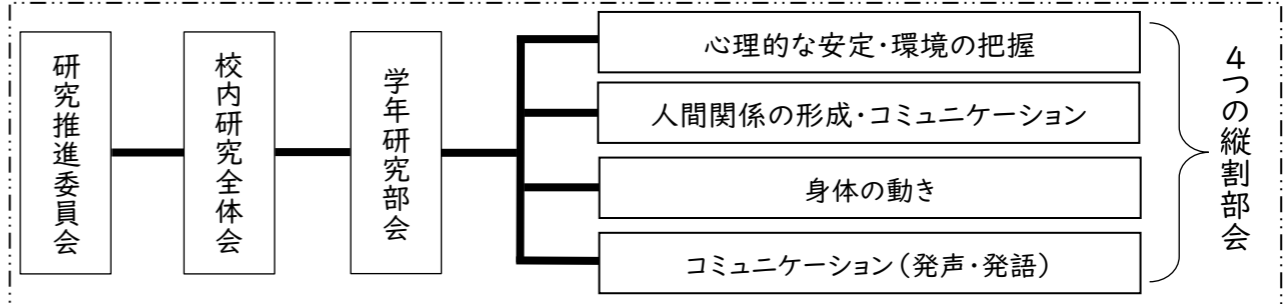 研究推進委員会
校内研究全体会
学年研究部会
心理的な安定・環境の把握
人間関係の形成・コミュニケーション
身体の動き
コミュニケーション(発声・発語)
4つの縦割部会